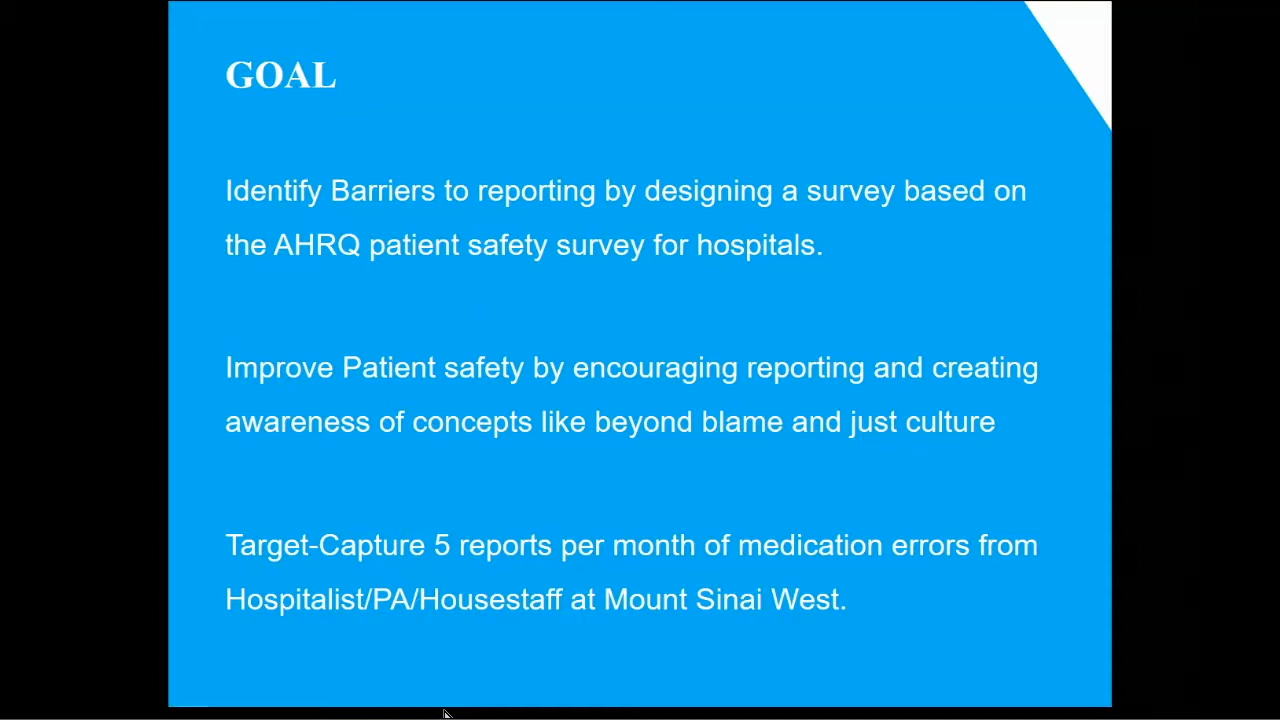 GOAL
Identify Barriers to reporting by designing a survey based on
the AHRQ patient safety survey for hospitals.
Improve Patient safety by encouraging reporting and creating
awareness of concepts like beyond blame and just culture
Target-Capture 5 reports per month of medication errors from
Hospitalist/PA/Housestaff at Mount Sinai West.